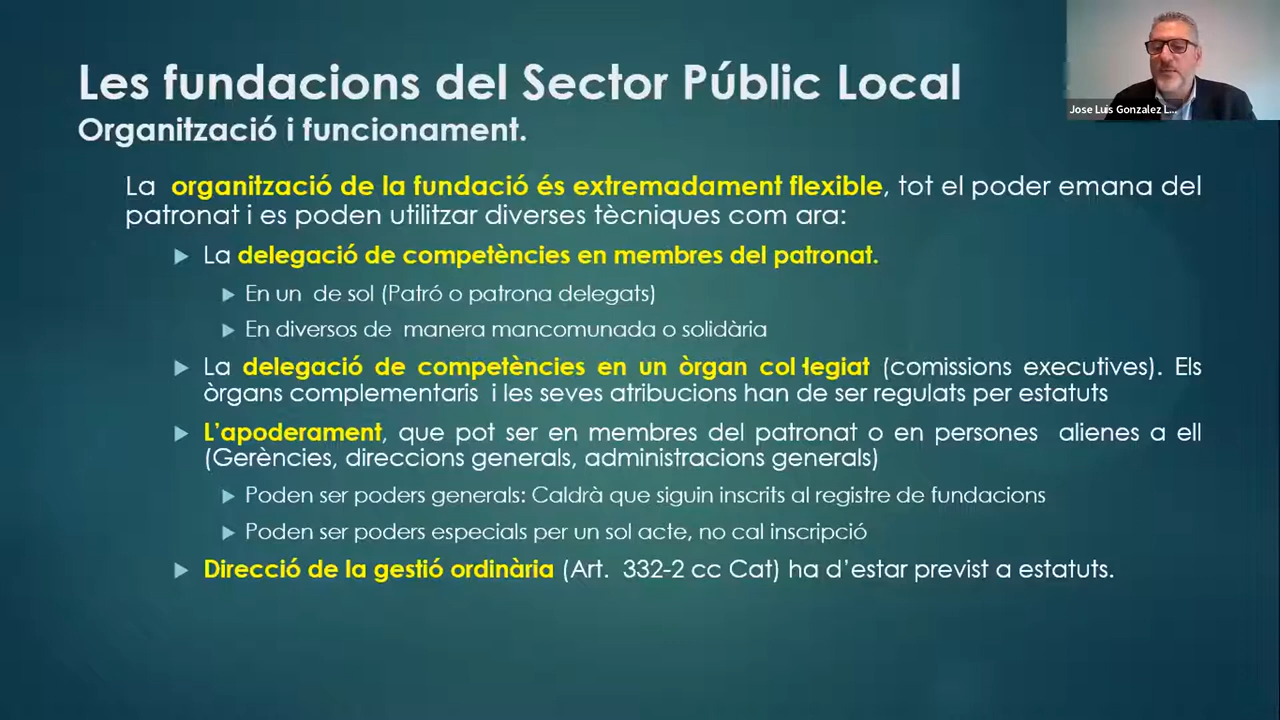 Les fundacions del Sector Públic Local
Organització i funcionament.
Jose Luis Gonzalez L...
La organització de la fundació és extremadament flexible, tot el poder emana del
patronat i es poden utilitzar diverses tècniques com ara:
La delegació de competències en membres del patronat.
En un de sol (Patró o patrona delegats)
En diversos de manera mancomunada o solidària
La delegació de competències en un òrgan col·legiat (comissions executives). Els
òrgans complementaris i les seves atribucions han de ser regulats per estatuts
L'apoderament, que pot ser en membres del patronat o en persones alienes a ell
(Gerències, direccions generals, administracions generals)
Poden ser poders generals: Caldrà que siguin inscrits al registre de fundacions
Poden ser poders especials per un sol acte, no cal inscripció
Direcció de la gestió ordinària (Art. 332-2 cc Cat) ha d'estar previst a estatuts.